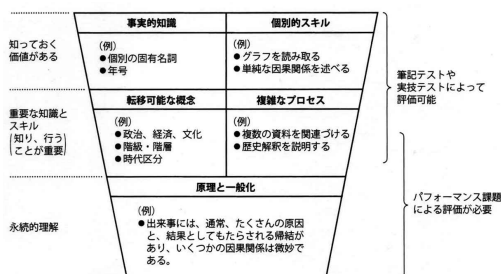 事実的知識
個別的スキル
知っておく
価値がある
(例)
●個別の固有名詞
●年号
(例)
●グラフを読み取る
●単純な因果関係を述べる
筆記テストや
実技テストによって
評価可能
転移可能な概念
複雑なプロセス
重要な知識と
スキル
(知り、行う
ことが重要)
(例)
●政治、経済、文化
●階級・階層
●時代区分
(例)
●複数の資料を関連づける
●歴史解釈を説明する
原理と一般化
永続的理解
(例)
●出来事には、通常、たくさんの原因
と、結果としてもたらされる帰結が
あり、いくつかの因果関係は微妙で
ある。
パフォーマンス課題
による評価が必要